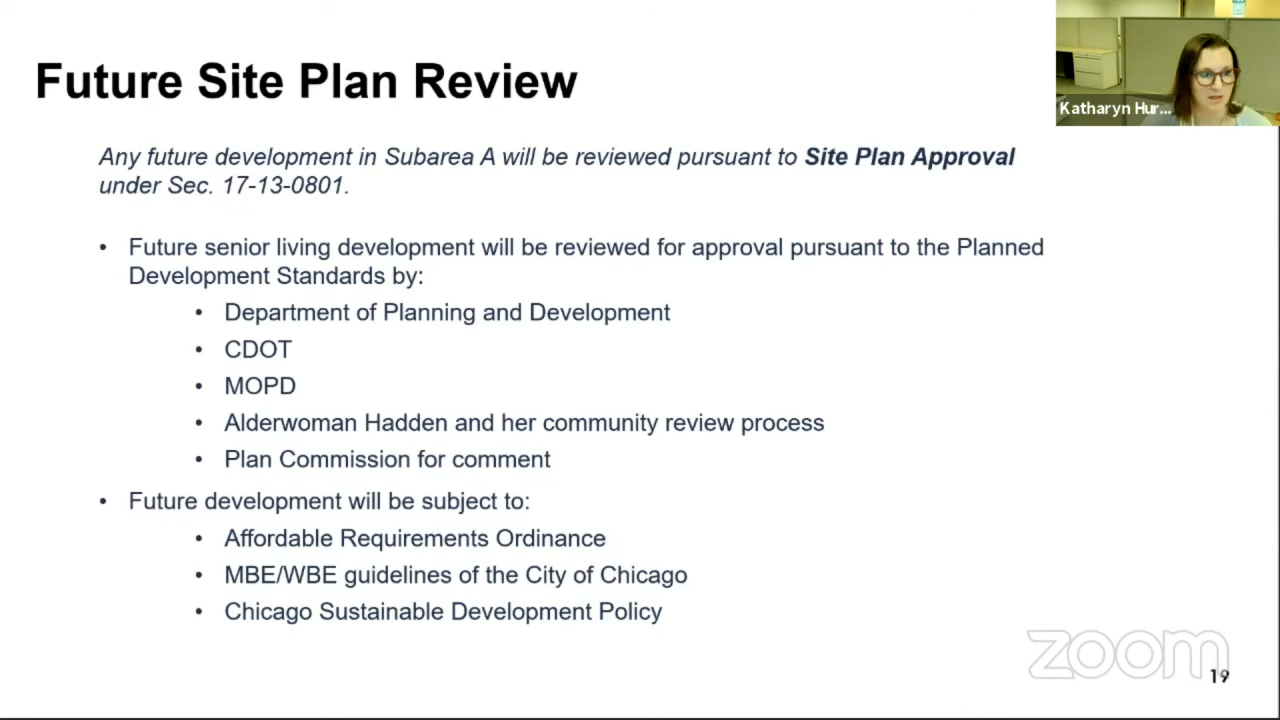 Future Site Plan Review
Katharyn Hur...
Any future development in Subarea A will be reviewed pursuant to Site Plan Approval
under Sec. 17-13-0801.
• Future senior living development will be reviewed for approval pursuant to the Planned
Development Standards by:
• Department of Planning and Development
• CDOT
• MOPD
• Alderwoman Hadden and her community review process
• Plan Commission for comment
• Future development will be subject to:
• Affordable Requirements Ordinance
• MBE/WBE guidelines of the City of Chicago
• Chicago Sustainable Development Policy
zoom
19